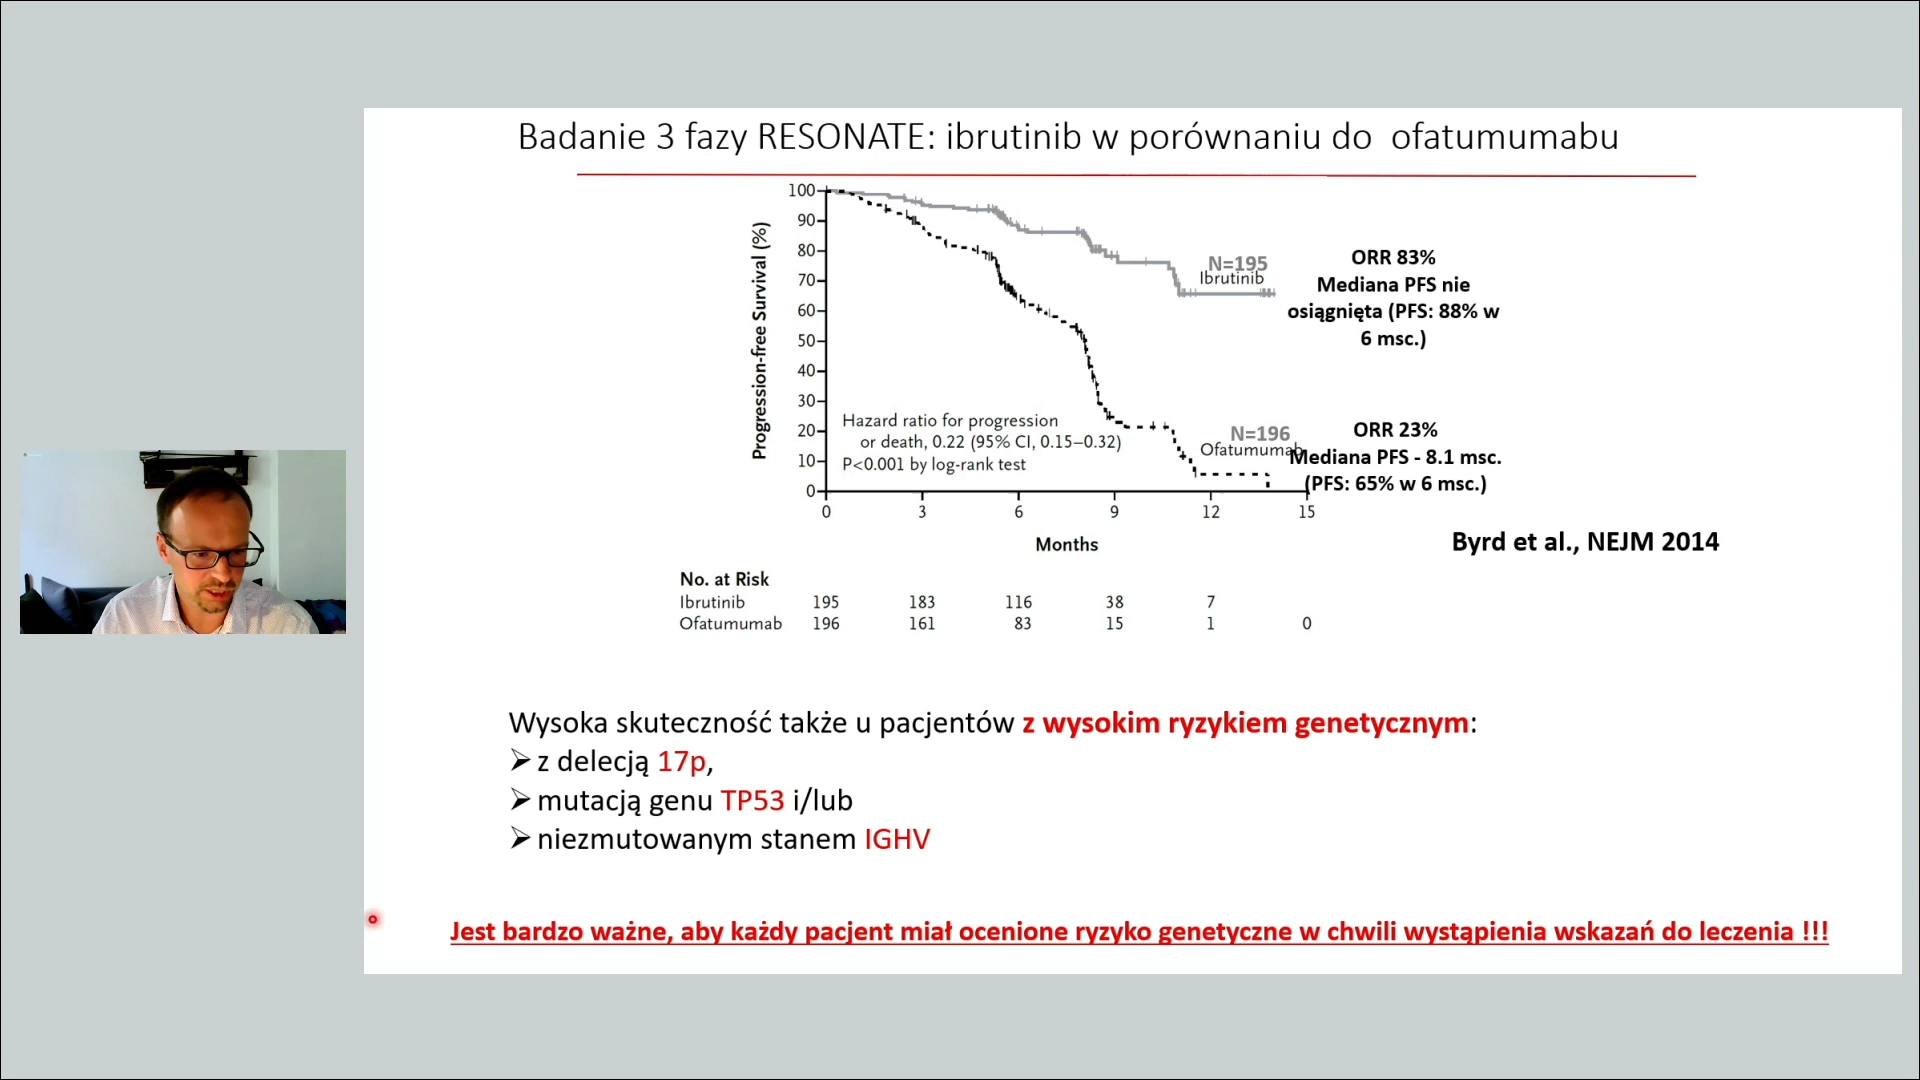 Badanie 3 fazy RESONATE: ibrutinib w porównaniu do ofatumumabu
Progression-free Survival (%)
100
90
80
70
60
50
40
30
20
10
0
N=195
Ibrutinib
Hazard ratio for progression
or death, 0.22 (95% CI, 0.15–0.32)
P<0.001 by log-rank test
N=196
Ofatumumab
0 3 6 9 12 15
Months
ORR 83%
Mediana PFS nie
osiągnięta (PFS: 88% w
6 msc.)
ORR 23%
Mediana PFS - 8.1 msc.
(PFS: 65% w 6 msc.)
Byrd et al., NEJM 2014
No. at Risk
Ibrutinib 195 183 116 38 7
Ofatumumab 196 161 83 15 1 0
Wysoka skuteczność także u pacjentów z wysokim ryzykiem genetycznym:
➢ z delecją 17p,
➢ mutacją genu TP53 i/lub
➢ niezmutowanym stanem IGHV
Jest bardzo ważne, aby każdy pacjent miał ocenione ryzyko genetyczne w chwili wystąpienia wskazań do leczenia !!!